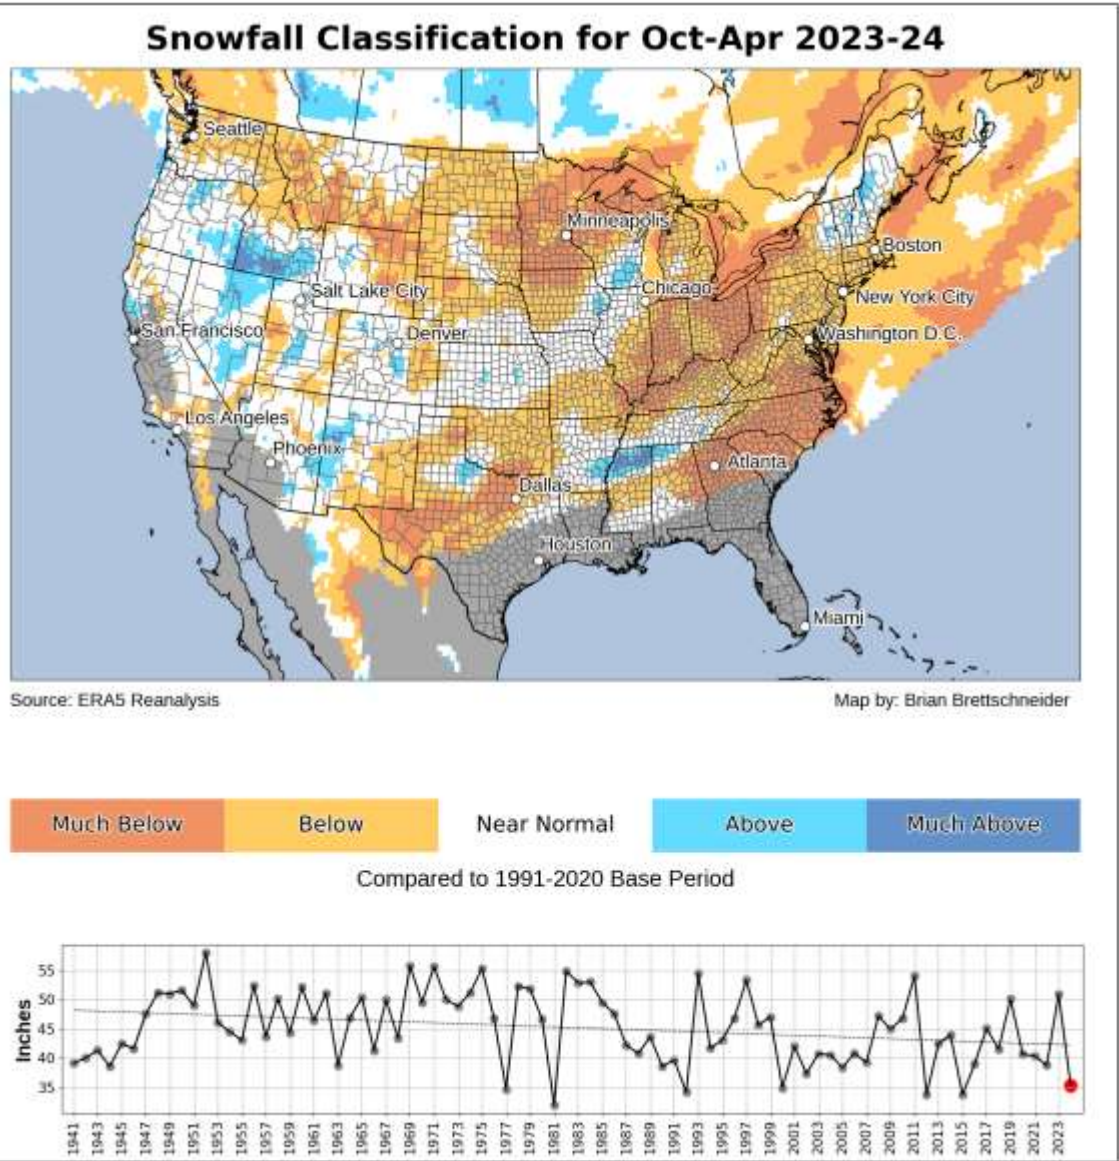 Snowfall Classification for Oct-Apr 2023-24
Seattle
Minneapolis
Boston
Salt Lake City
Chicago
New York City
San Francisco
Denver
Washington D.C.
Los Angeles
Phoenix
Atlanta
Dallas
Houston
Miami
Source: ERA5 Reanalysis
Map by: Brian Brettschneider
Much Below
Below
Near Normal
Above
Much Above
Compared to 1991-2020 Base Period
Inches
55
50
45
40
35
1941
1943
1945
1947
1949
1951
1953
1955
1957
1959
1961
1963
1965
1967
1969
1971
1973
1975
1977
1979
1981
1983
1985
1987
1989
1991
1993
1995
1997
1999
2001
2003
2005
2007
2009
2011
2013
2015
2017
2019
2021
2023